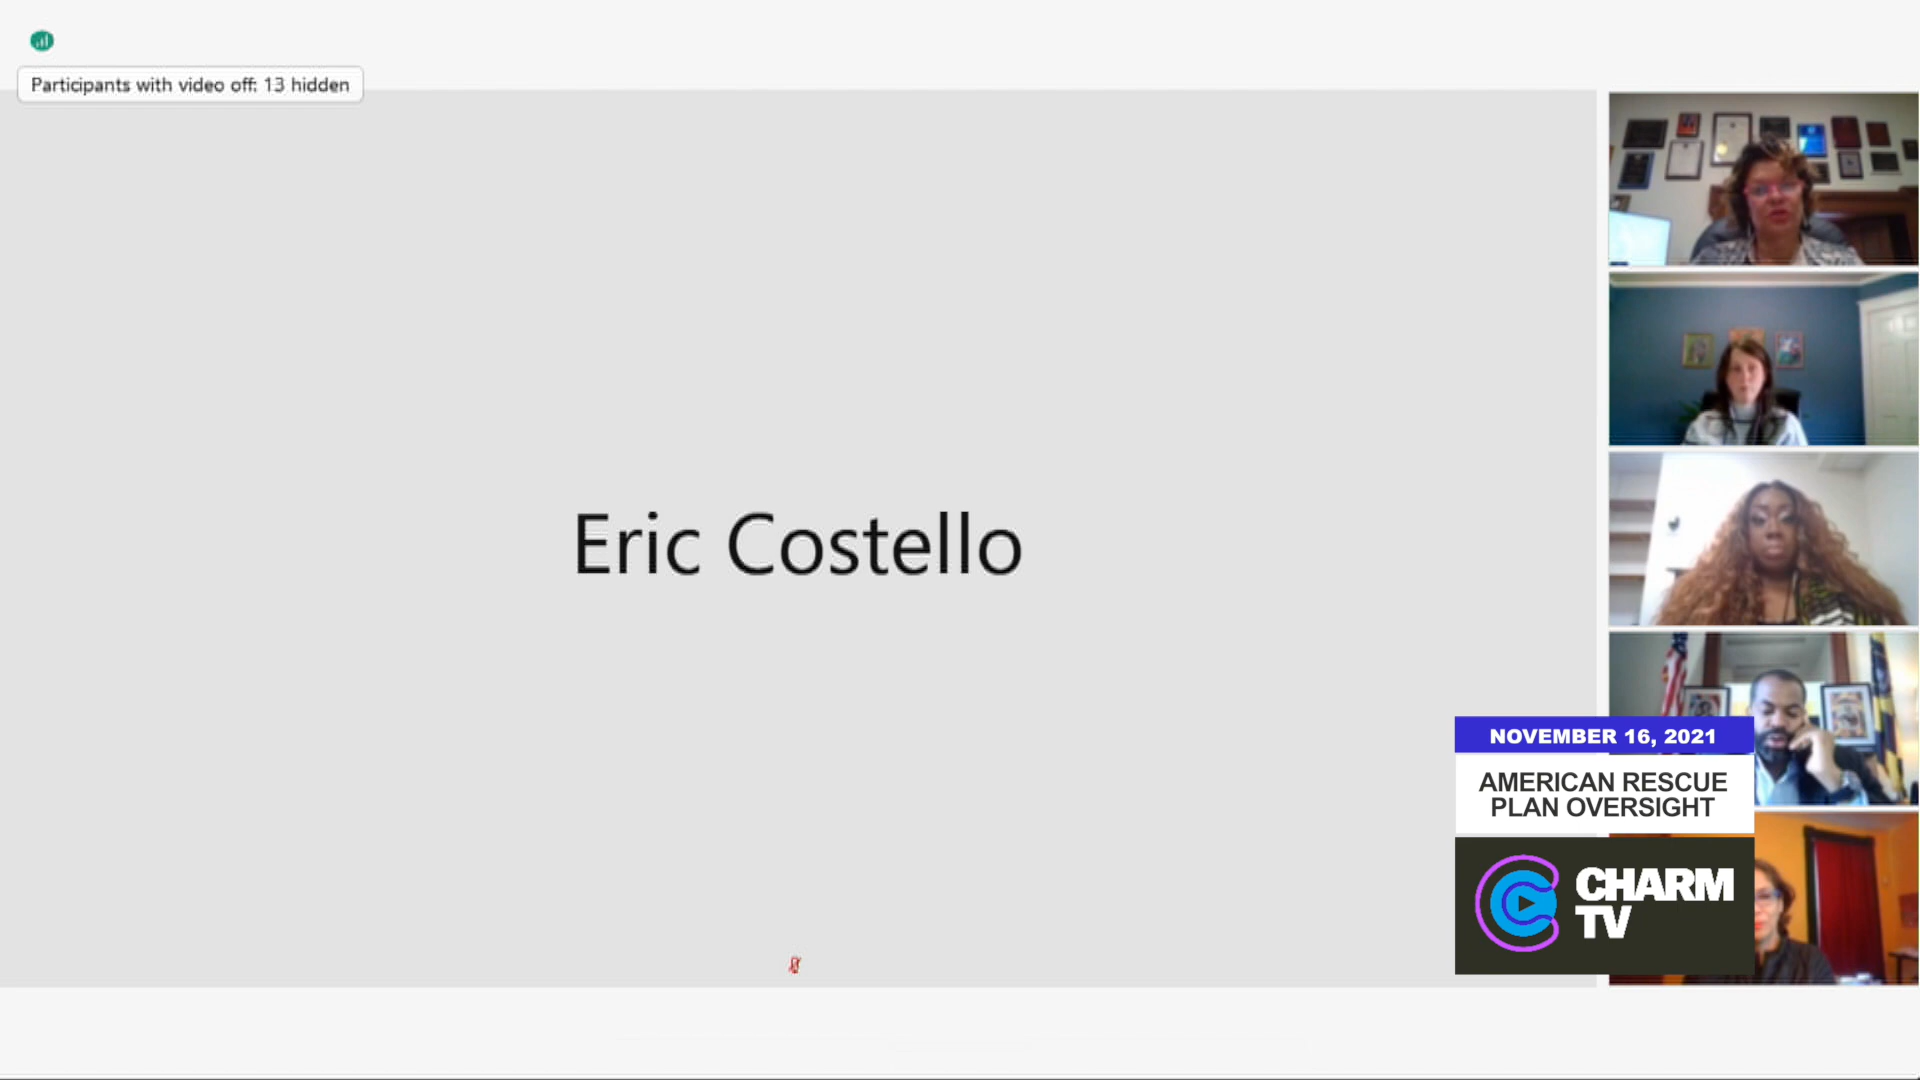 Participants with video off: 13 hidden
Eric Costello
NOVEMBER 16, 2021
AMERICAN RESCUE
PLAN OVERSIGHT
CHARM
TV